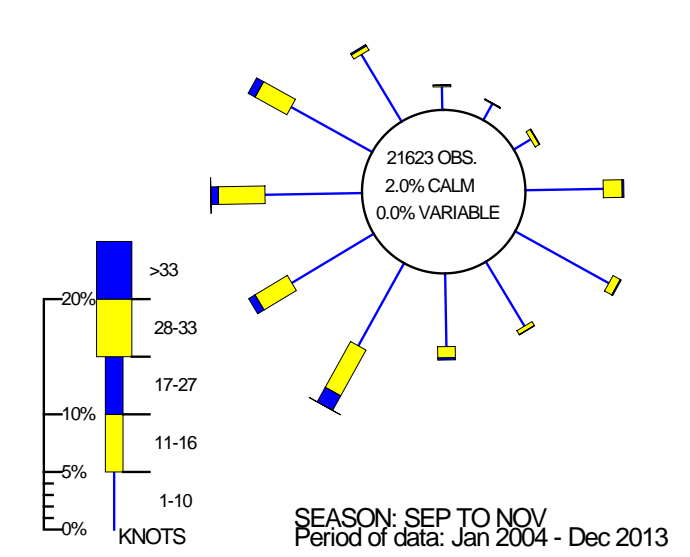 21623 OBS.
2.0% CALM
0.0% VARIABLE
>33
20%
28-33
17-27
10%
11-16
5%
1-10
0%
KNOTS
SEASON: SEP TO NOV
Period of data: Jan 2004 - Dec 2013